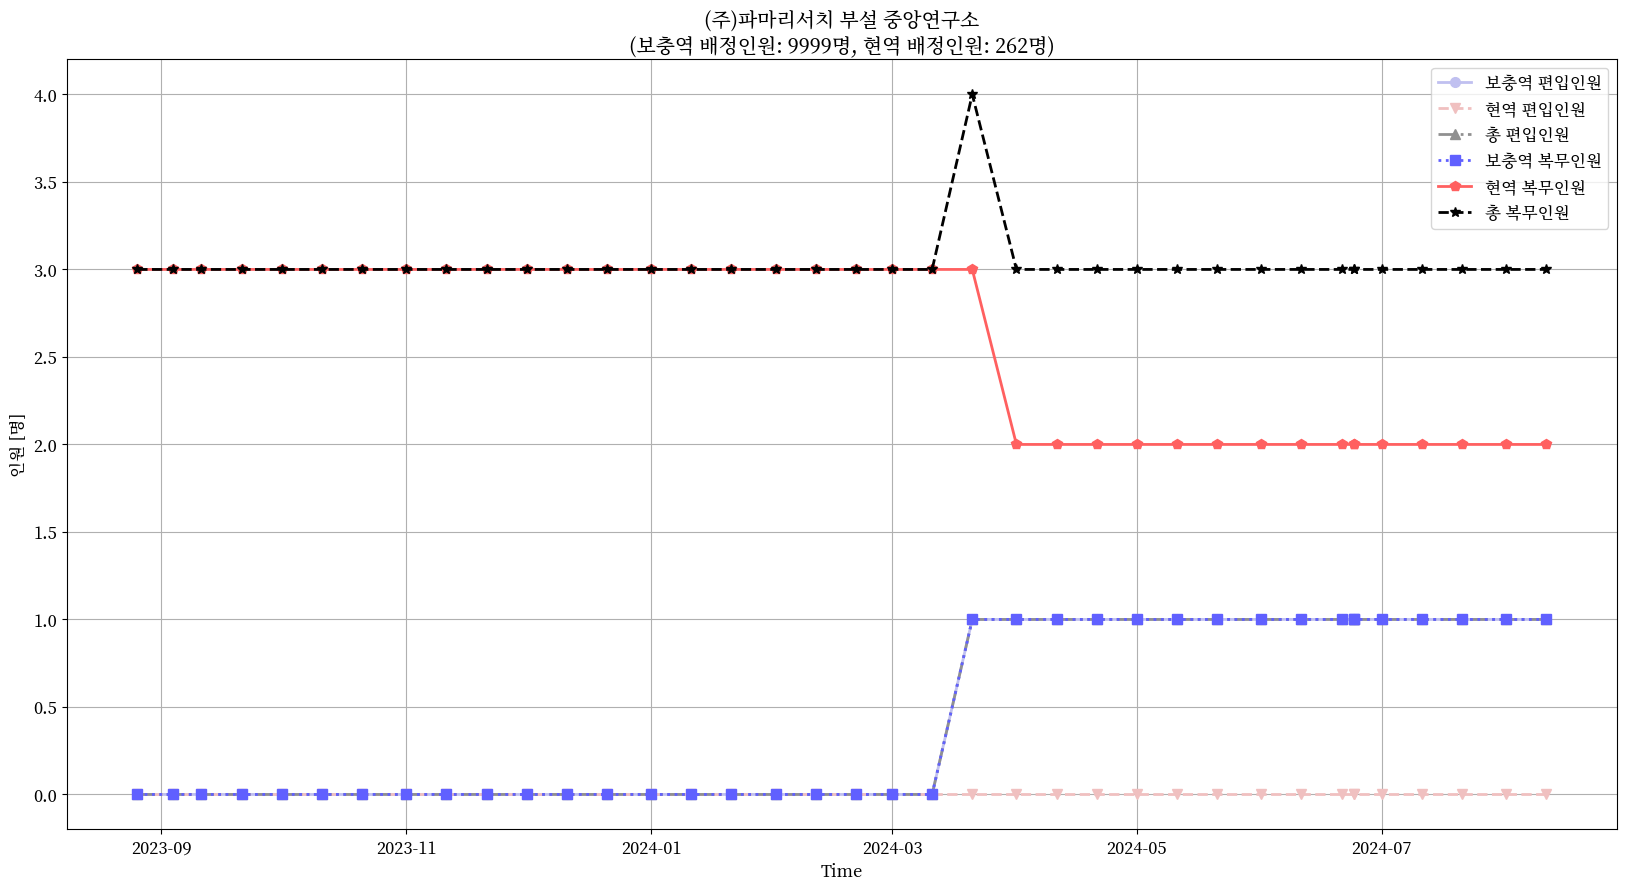 (주)파마리서치 부설 중앙연구소
(보충역 배정인원: 9999명, 현역 배정인원: 262명)
보충역 편입인원
현역 편입인원
총 편입인원
보충역 복무인원
현역 복무인원
총 복무인원
4.0
3.5
3.0
2.5
2.0
1.5
1.0
0.5
0.0
인원 [명]
2023-09 2023-11 2024-01 2024-03 2024-05 2024-07
Time